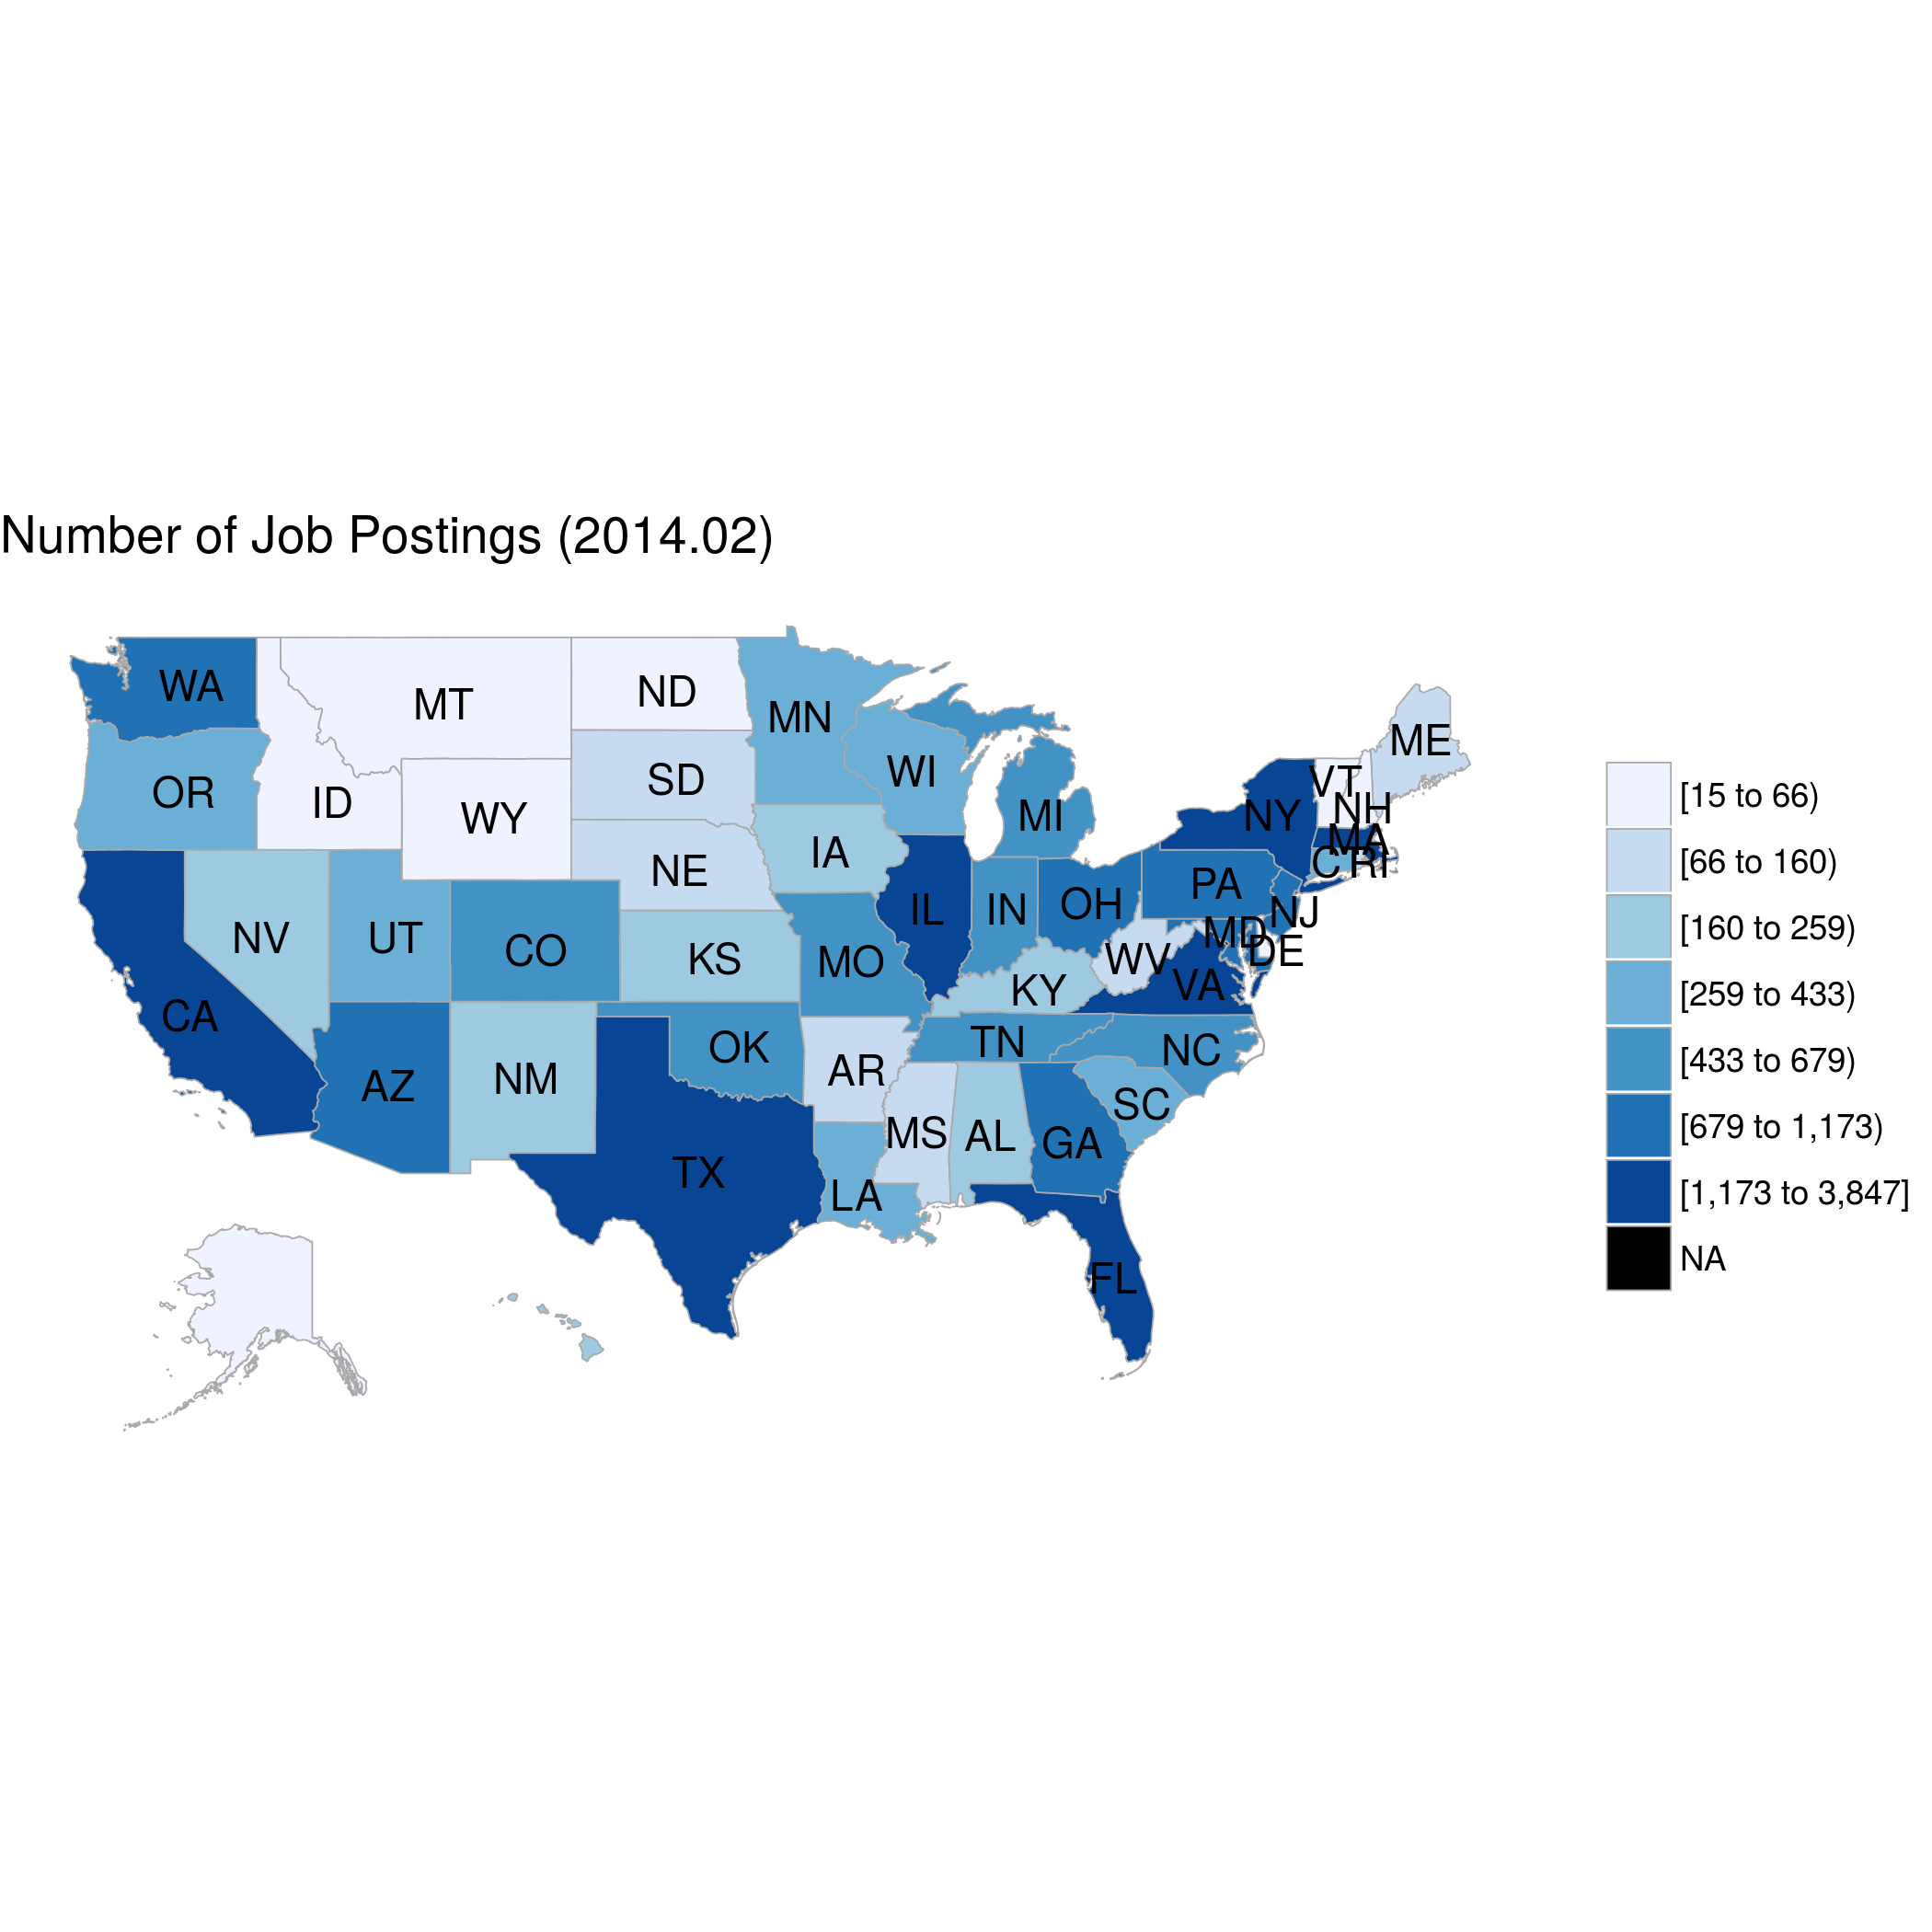 Number of Job Postings (2014.02)
WA
MT
ND
MN
ME
OR
ID
WY
SD
WI
MI
VT
NY
NH
MA
CT
RI
NE
IA
PA
NV
UT
CO
KS
MO
IL
IN
OH
NJ
MD
DE
WV
VA
KY
CA
AZ
NM
OK
AR
TN
NC
SC
MS
AL
GA
TX
LA
FL
[15 to 66)
[66 to 160)
[160 to 259)
[259 to 433)
[433 to 679)
[679 to 1,173)
[1,173 to 3,847]
NA